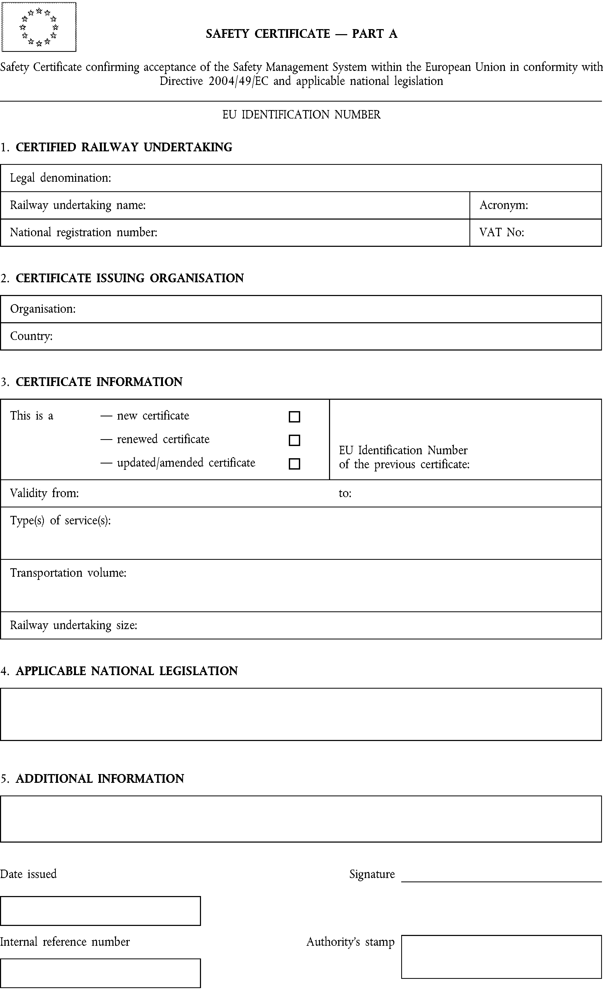 SAFETY CERTIFICATE — PART A
Safety Certificate confirming acceptance of the Safety Management System within the European Union in conformity with
Directive 2004/49/EC and applicable national legislation
EU IDENTIFICATION NUMBER
1. CERTIFIED RAILWAY UNDERTAKING
Legal denomination:
Railway undertaking name: Acronym:
National registration number: VAT No:
2. CERTIFICATE ISSUING ORGANISATION
Organisation:
Country:
3. CERTIFICATE INFORMATION
This is a — new certificate
— renewed certificate
— updated/amended certificate
EU Identification Number
of the previous certificate:
Validity from: to:
Type(s) of service(s):
Transportation volume:
Railway undertaking size:
4. APPLICABLE NATIONAL LEGISLATION
5. ADDITIONAL INFORMATION
Date issued Signature
Internal reference number Authority's stamp